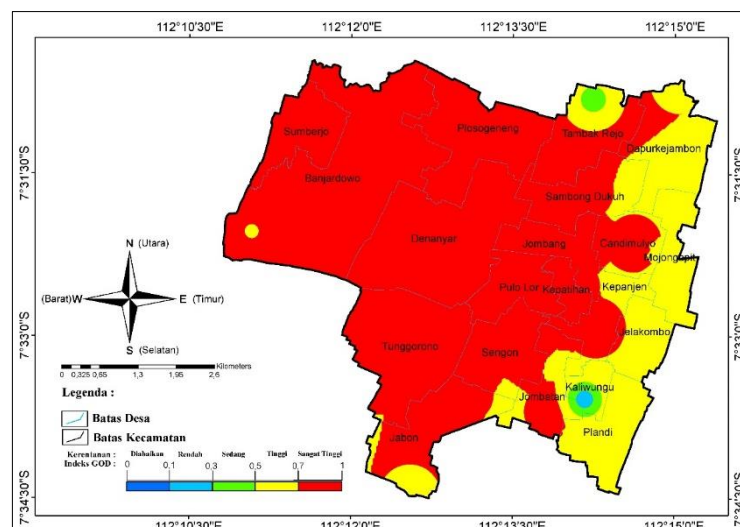 112°10'30"E 112°12'0"E 112°13'30"E 112°15'0"E
7°31'30"S 7°31'30"S
7°33'0"S 7°33'0"S
7°34'30"S 7°34'30"S
Sumberjo
Plosogeneng
Tambak Rejo
Dapurkejambon
Banjardowo
Sambong Dukuh
Denanyar
Jombang
Candimulyo
Mojongapit
Pulo Lor
Kepatihan
Kepanjen
Jelakombo
Tunggorono
Sengon
Kaliwungu
Jombatan
Plandi
Jabon
N (Utara)
(Barat) W E (Timur)
S (Selatan)
Kilometers
0 0,325 0,65 1,3 1,95 2,6
Legenda :
Batas Desa
Batas Kecamatan
Kerentanan : Diabaikan Rendah Sedang Tinggi Sangat Tinggi
Indeks GOD : 0 0,1 0,3 0,5 0,7 1
112°10'30"E 112°12'0"E 112°13'30"E 112°15'0"E